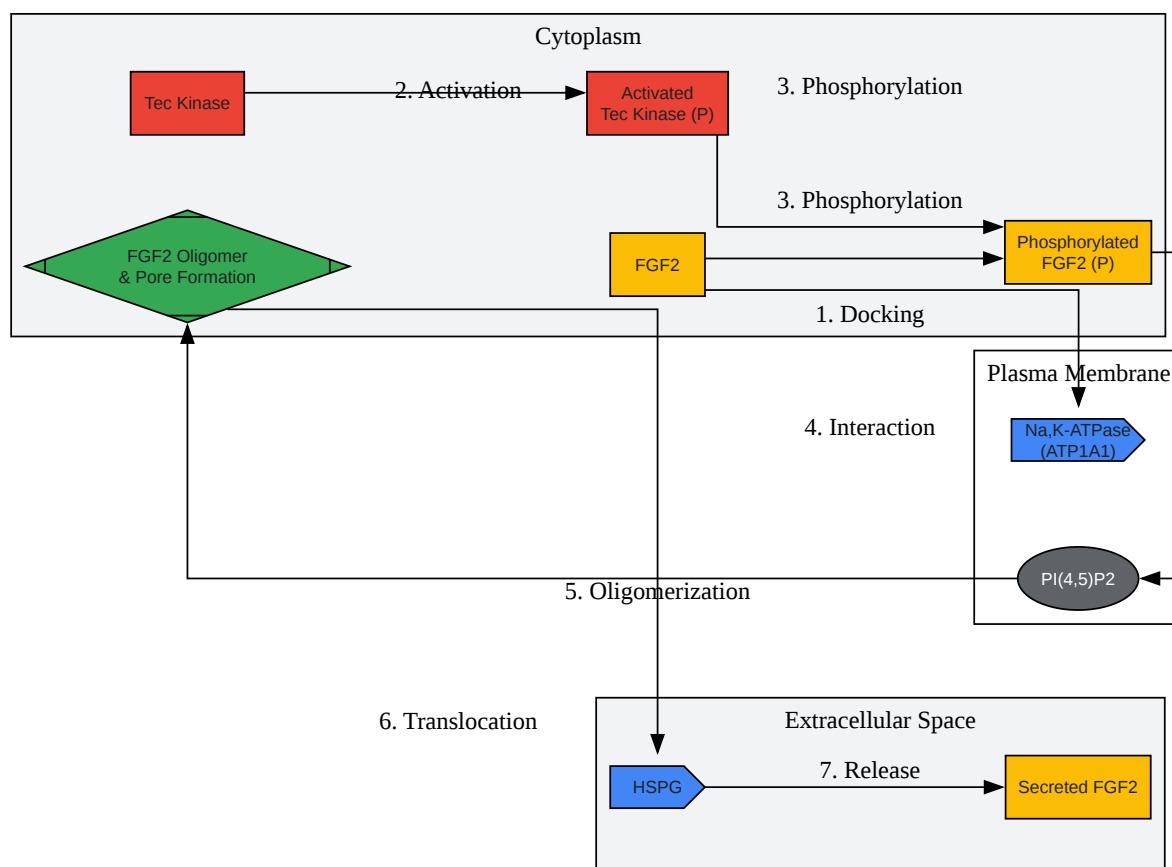 Cytoplasm
Tec Kinase
2. Activation
Activated
Tec Kinase (P)
3. Phosphorylation
3. Phosphorylation
FGF2 Oligomer
& Pore Formation
FGF2
Phosphorylated
FGF2 (P)
1. Docking
Plasma Membrane
4. Interaction
Na,K-ATPase
(ATP1A1)
PI(4,5)P2
5. Oligomerization
6. Translocation
Extracellular Space
HSPG
7. Release
Secreted FGF2